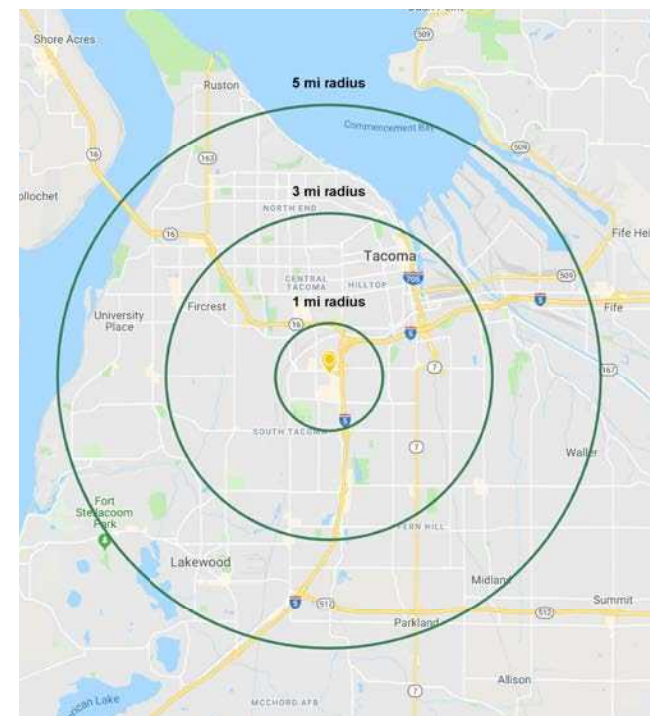 509
Shore Acres
Ruston
5 mi radius
Commencement Bay
16
163
509
509
3 mi radius
NORTH END
16
Fife Hei
Tacoma
CENTRAL
TACOMA
HILLTOP
705
509
1 mi radius
Fircrest
5
Fife
University
Place
16
5
7
167
5
SOUTH TACOMA
7
Waller
Fort
Steilacoom
Park
FERN HILL
Lakewood
Midland
5
512
512
Summit
Parkland
Allison
7
MCCHORD AFB